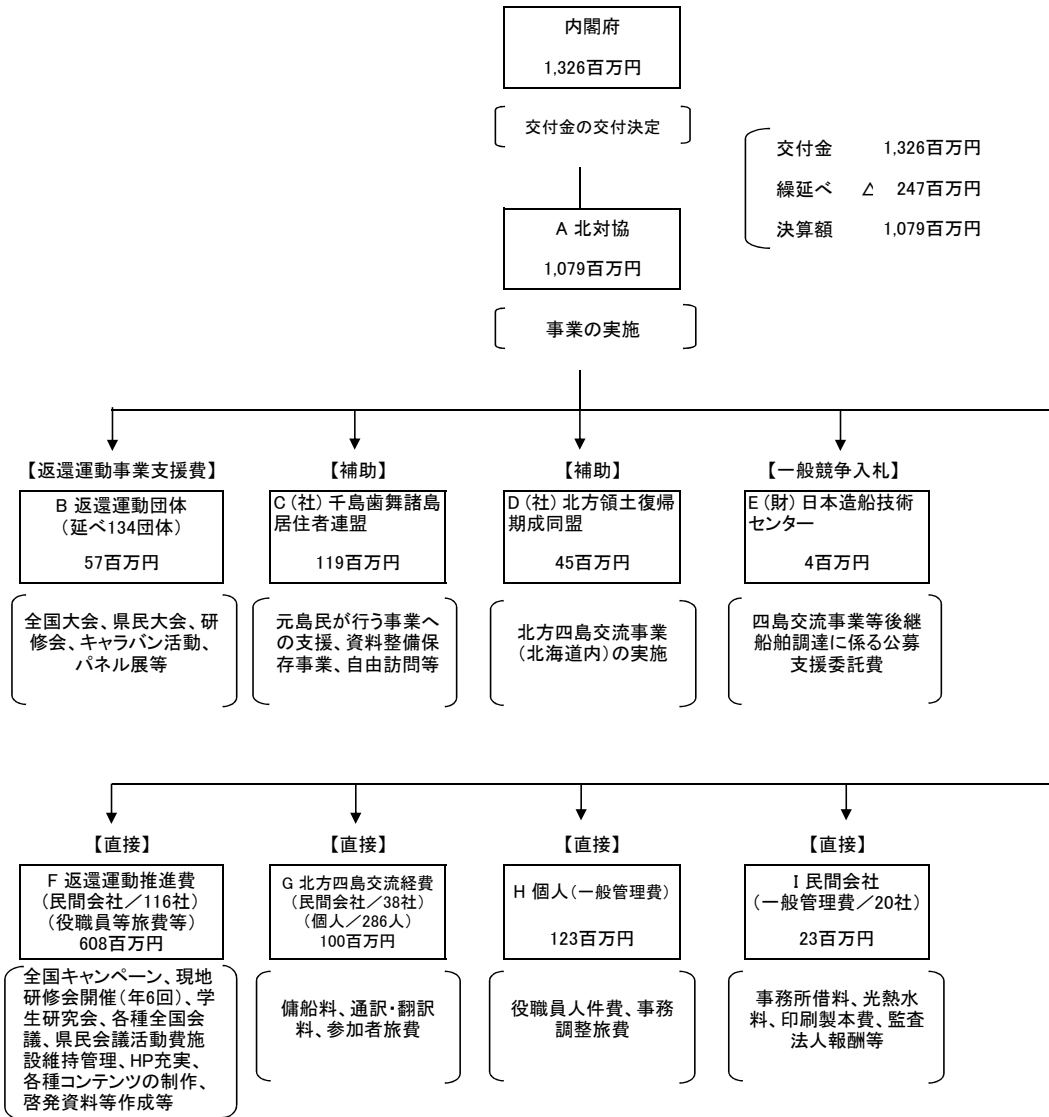 内閣府
1,326百万円
交付金の交付決定
交付金 1,326百万円
繰延べ △ 247百万円
決算額 1,079百万円
A 北対協
1,079百万円
事業の実施
【返還運動事業支援費】
B 返還運動団体
(延べ134団体)
57百万円
全国大会、県民大会、研
修会、キャラバン活動、
パネル展等
【補助】
C (社)千島歯舞諸島
居住者連盟
119百万円
元島民が行う事業へ
の支援、資料整備保
存事業、自由訪問等
【補助】
D (社)北方領土復帰
期成同盟
45百万円
北方四島交流事業
(北海道内)の実施
【一般競争入札】
E (財)日本造船技術
センター
4百万円
四島交流事業等後継
船舶調達に係る公募
支援委託費
【直接】
F 返還運動推進費
(民間会社/116社)
(役職員等旅費等)
608百万円
全国キャンペーン、現地
研修会開催(年6回)、学
生研究会、各種全国会
議、県民会議活動費施
設維持管理、HP充実、
各種コンテンツの制作、
啓発資料等作成等
【直接】
G 北方四島交流経費
(民間会社/38社)
(個人/286人)
100百万円
傭船料、通訳・翻訳
料、参加者旅費
【直接】
H 個人(一般管理費)
123百万円
役職員人件費、事務
調整旅費
【直接】
I 民間会社
(一般管理費/20社)
23百万円
事務所借料、光熱水
料、印刷製本費、監査
法人報酬等